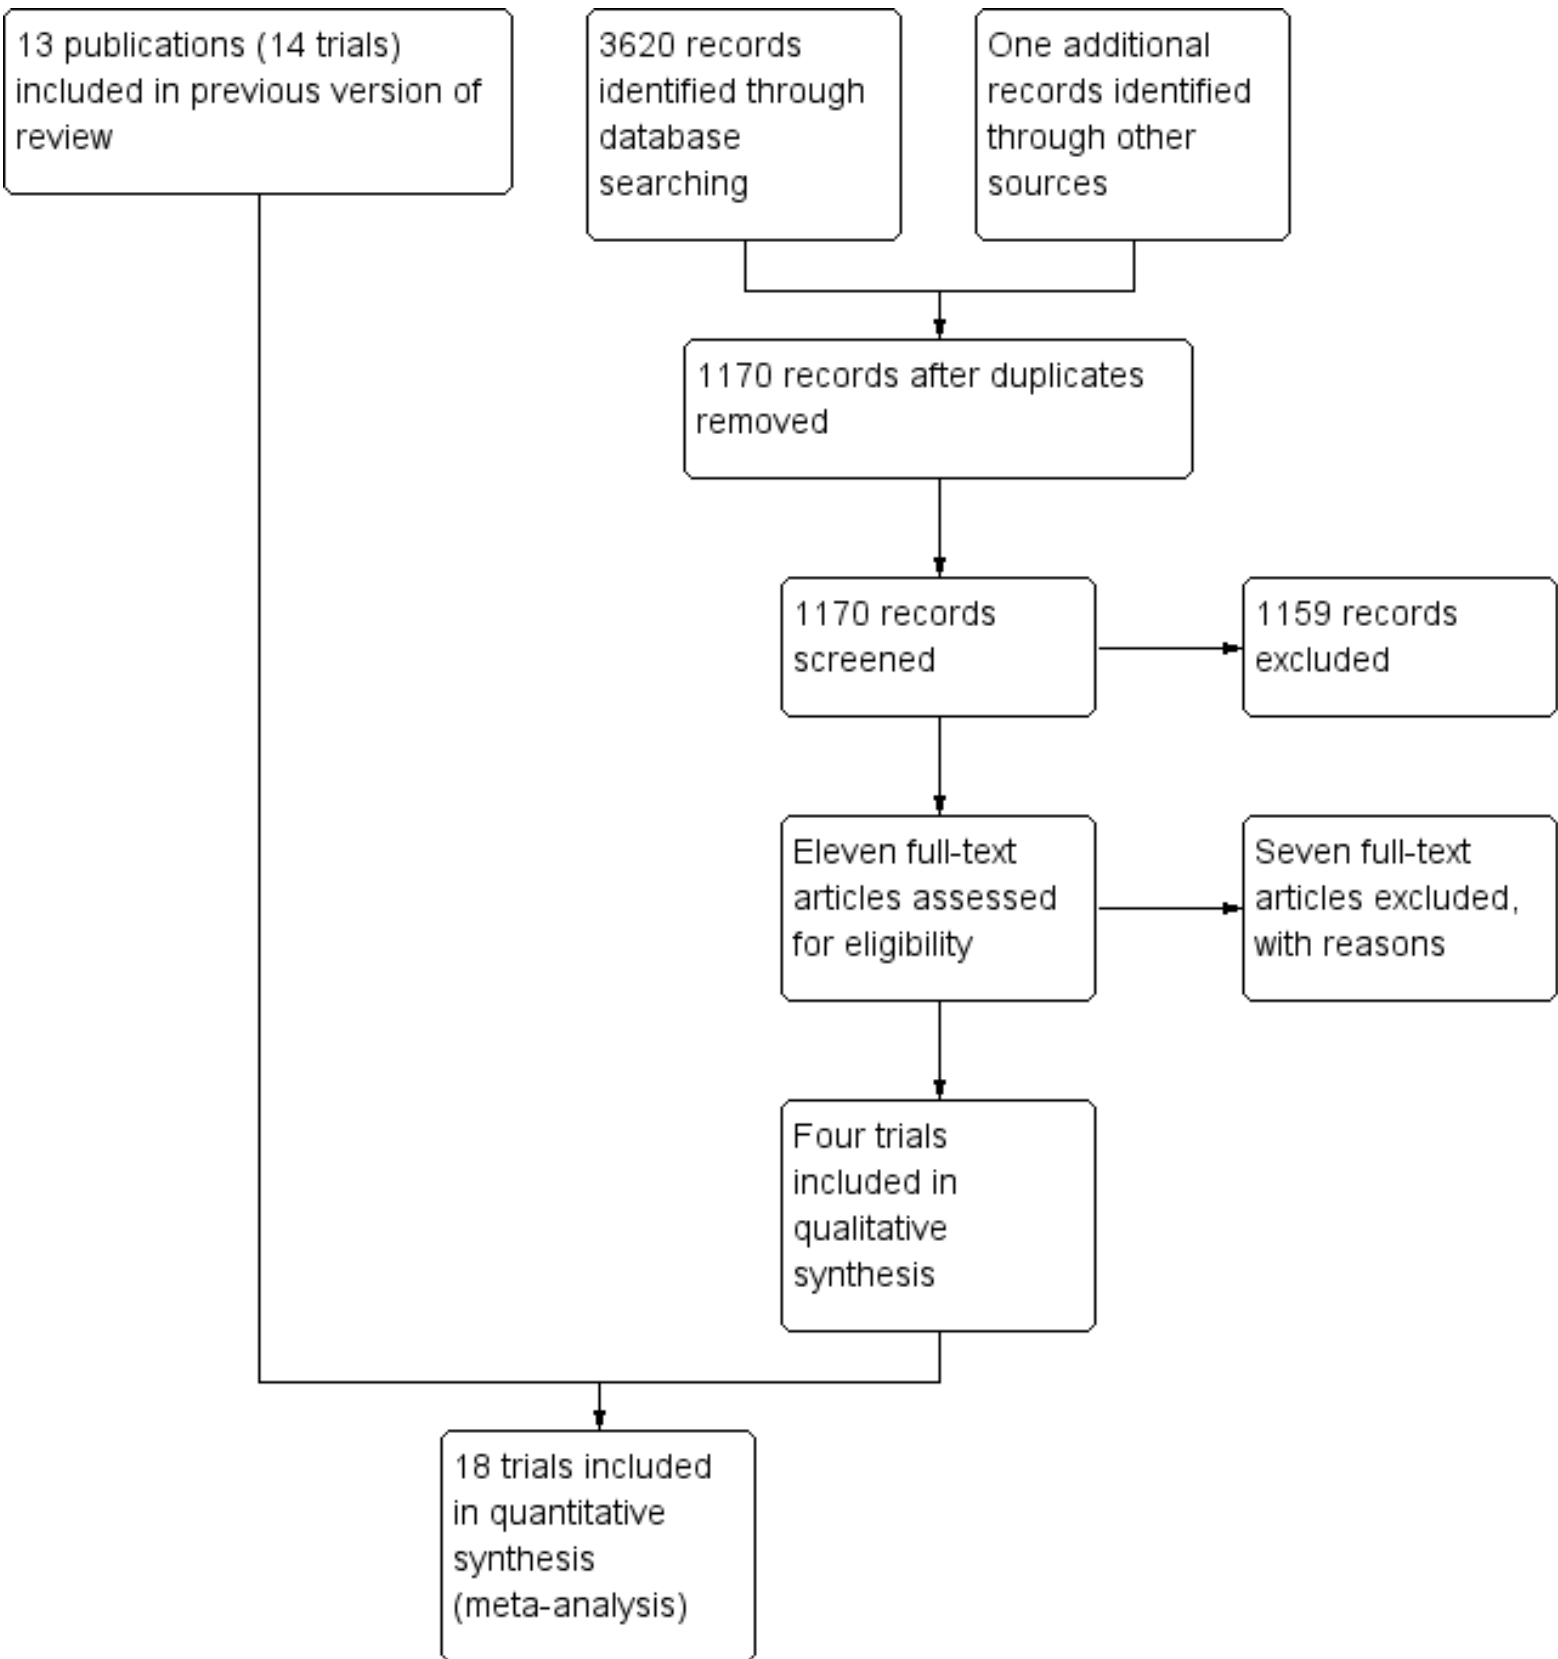 13 publications (14 trials)
included in previous version of
review
3620 records
identified through
database
searching
One additional
records identified
through other
sources
1170 records after duplicates
removed
1170 records
screened
1159 records
excluded
Eleven full-text
articles assessed
for eligibility
Seven full-text
articles excluded,
with reasons
Four trials
included in
qualitative
synthesis
18 trials included
in quantitative
synthesis
(meta-analysis)